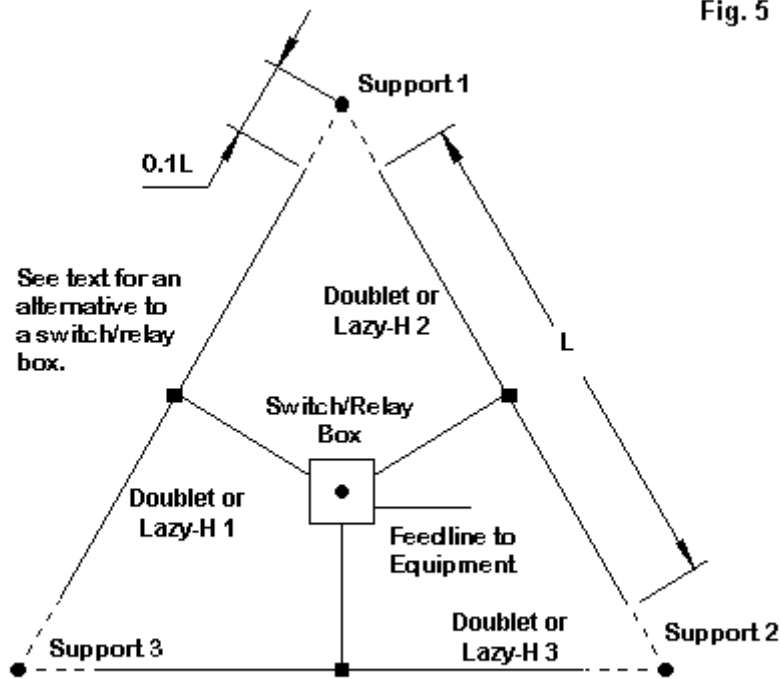 Fig. 5
Support 1
0.1L
See text for an
alternative to
a switch/relay
box.
Doublet or
Lazy-H 2
L
Switch/Relay
Box
Doublet or
Lazy-H 1
Feedline to
Equipment
Support 3
Doublet or
Lazy-H 3
Support 2